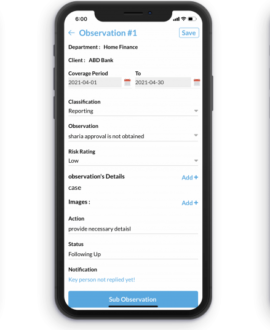 6:00
← Observation #1 Save
Department : Home Finance
Client : ABD Bank
Coverage Period To
2021-04-01 2021-04-30
Classification
Reporting
Observation
sharia approval is not obtained
Risk Rating
Low
observation's Details Add +
case
Images : Add +
Action
provide necessary detaisl
Status
Following Up
Notification
Key person not replied yet!
Sub Observation